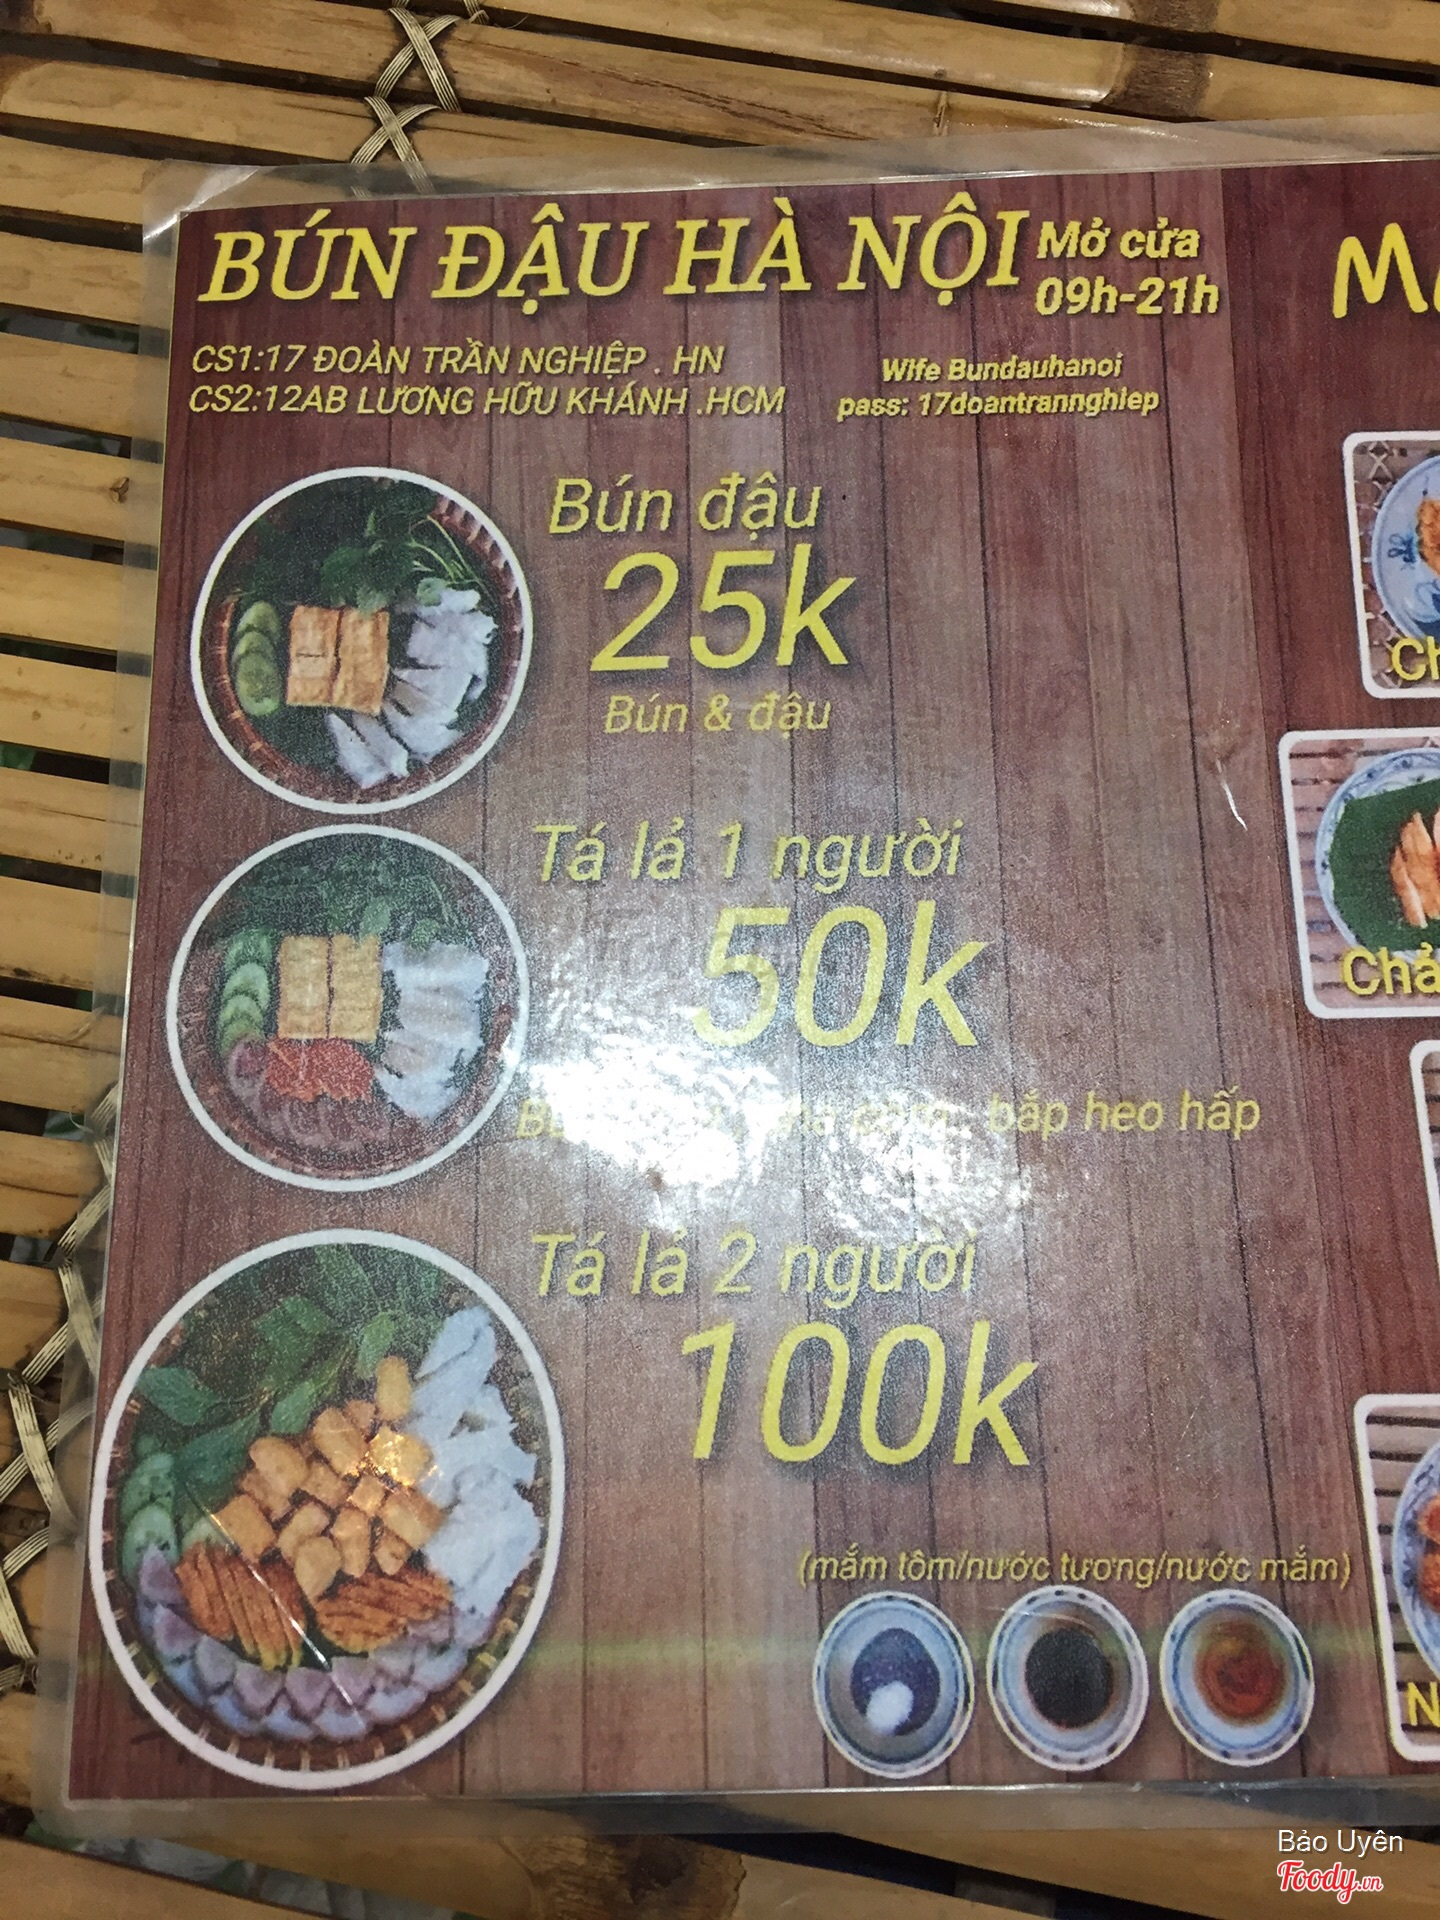 BÚN ĐẬU HÀ NỘI
Mở cửa
09h-21h
CS1:17 ĐOÀN TRẦN NGHIỆP . HN
CS2:12AB LƯƠNG HỮU KHÁNH .HCM
Wife Bundauhanoi
pass: 17doantrannghiep
Bún đậu
25k
Bún & đậu
Tá lả 1 người
50k
bắp heo hấp
Tá lả 2 người
100k
(mắm tôm/nước tương/nước mắm)
Chả
Bảo Uyên
Foody.vn